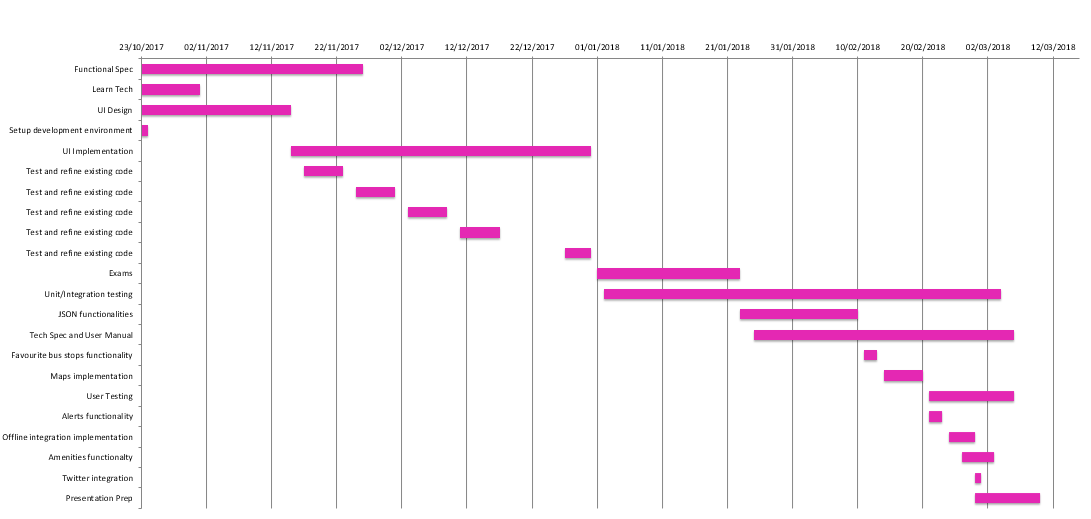 23/10/2017 02/11/2017 12/11/2017 22/11/2017 02/12/2017 12/12/2017 22/12/2017 01/01/2018 11/01/2018 21/01/2018 31/01/2018 10/02/2018 20/02/2018 02/03/2018 12/03/2018
Functional Spec
Learn Tech
UI Design
Setup development environment
UI Implementation
Test and refine existing code
Test and refine existing code
Test and refine existing code
Test and refine existing code
Test and refine existing code
Exams
Unit/Integration testing
JSON functionalities
Tech Spec and User Manual
Favourite bus stops functionality
Maps implementation
User Testing
Alerts functionality
Offline integration implementation
Amenities functionalty
Twitter integration
Presentation Prep